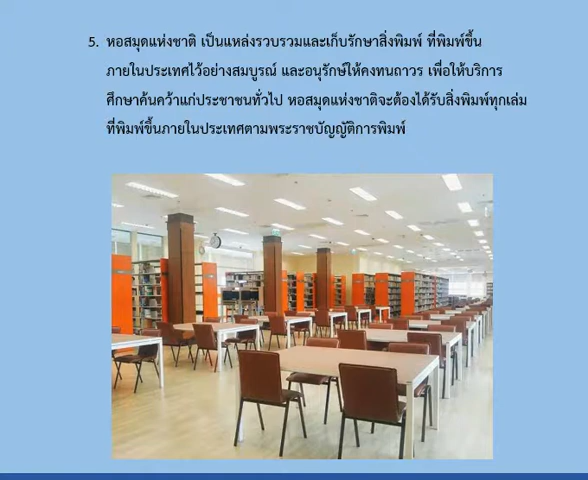 5. หอสมุดแห่งชาติ เป็นแหล่งรวบรวมและเก็บรักษาสิ่งพิมพ์ ที่พิมพ์ขึ้น
ภายในประเทศไว้อย่างสมบูรณ์ และอนุรักษ์ให้คงทนถาวร เพื่อให้บริการ
ศึกษาค้นคว้าแก่ประชาชนทั่วไป หอสมุดแห่งชาติจะต้องได้รับสิ่งพิมพ์ทุกเล่ม
ที่พิมพ์ขึ้นภายในประเทศตามพระราชบัญญัติการพิมพ์